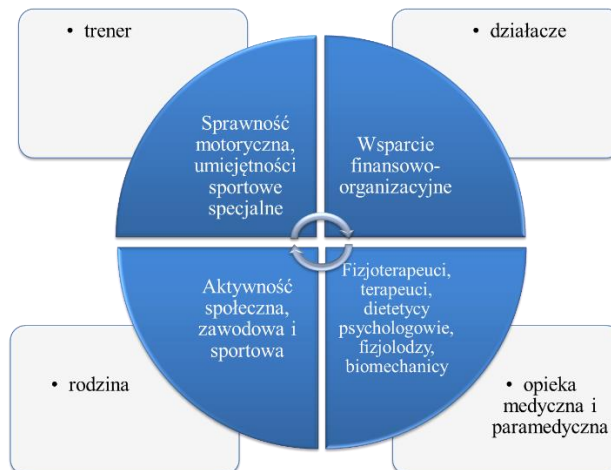 • trener
• działacze
Sprawność
motoryczna,
umiejętności
sportowe
specjalne
Wsparcie
finansowo-
organizacyjne
Aktywność
społeczna,
zawodowa i
sportowa
Fizjoterapeuci,
terapeuci,
dietetycy
psychologowie,
fizjolodzy,
biomechanicy
• rodzina
• opieka
medyczna i
paramedyczna